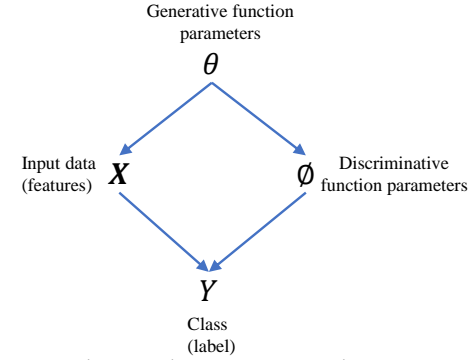 Generative function
parameters
θ
Input data
(features)
X
∅
Discriminative
function parameters
Y
Class
(label)